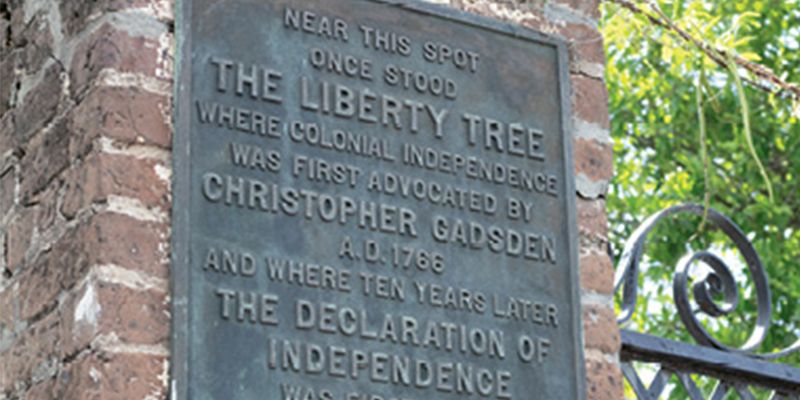 NEAR THIS SPOT
ONCE STOOD
THE LIBERTY TREE
WHERE COLONIAL INDEPENDENCE
WAS FIRST ADVOCATED BY
CHRISTOPHER GADSDEN
A.D. 1766
AND WHERE TEN YEARS LATER
THE DECLARATION OF
INDEPENDENCE
WAS